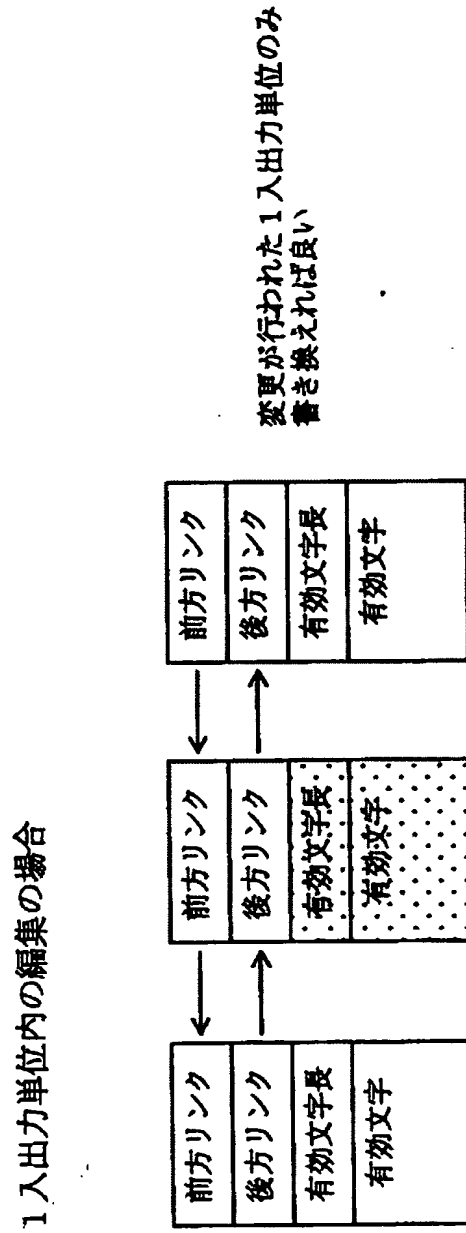 1入出力単位内の編集の場合
前方リンク
後方リンク
有効文字長
有効文字
前方リンク
後方リンク
有効文字長
有効文字
前方リンク
後方リンク
有効文字長
有効文字
変更が行われた1入出力単位のみ
書き換えれば良い